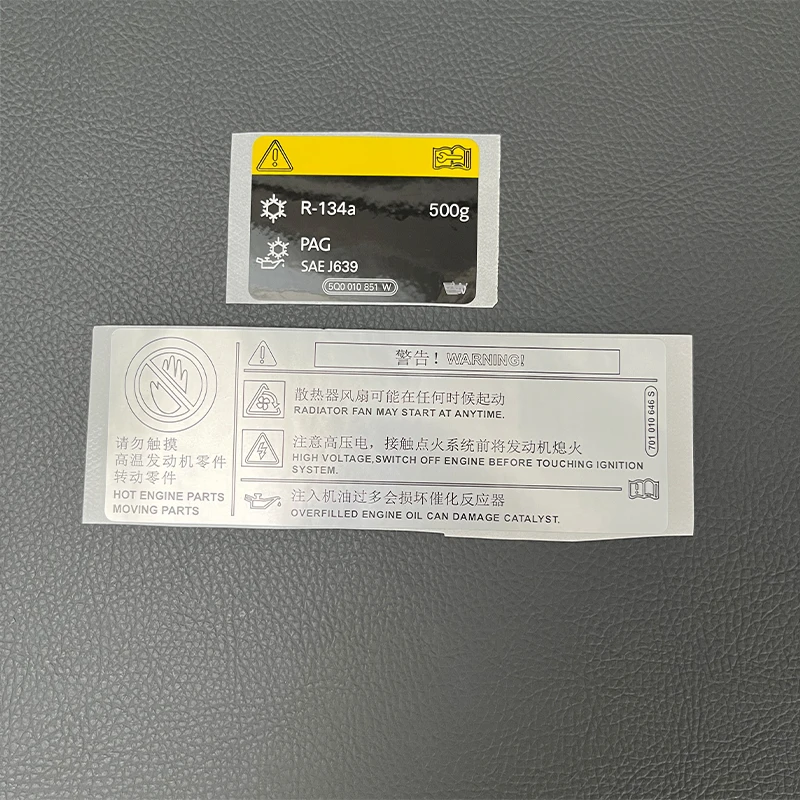 R-134a 500g
PAG
SAE J639
5Q0 010 851 W
警告! WARNING!
散热器风扇可能在任何时候起动
RADIATOR FAN MAY START AT ANYTIME.
注意高压电，接触点火系统前将发动机熄火
HIGH VOLTAGE,SWITCH OFF ENGINE BEFORE TOUCHING IGNITION
SYSTEM.
注入机油过多会损坏催化反应器
OVERFILLED ENGINE OIL CAN DAMAGE CATALYST.
请勿触摸
高温发动机零件
转动零件
HOT ENGINE PARTS
MOVING PARTS
701 010 646 S